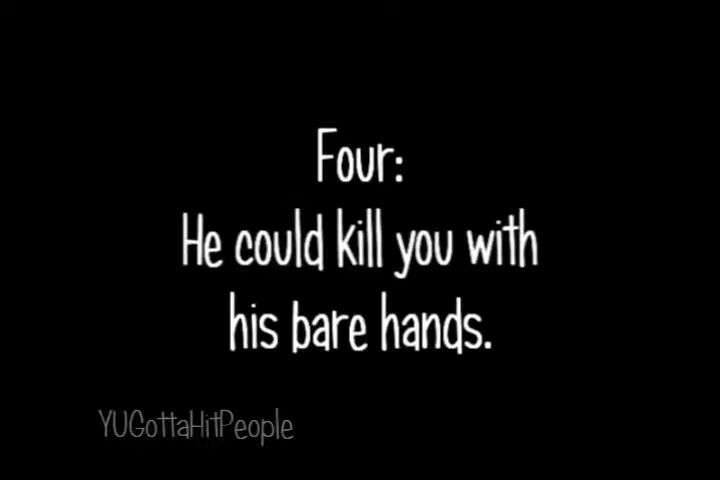 Four:
He could kill you with
his bare hands.
YUGottaHitPeople